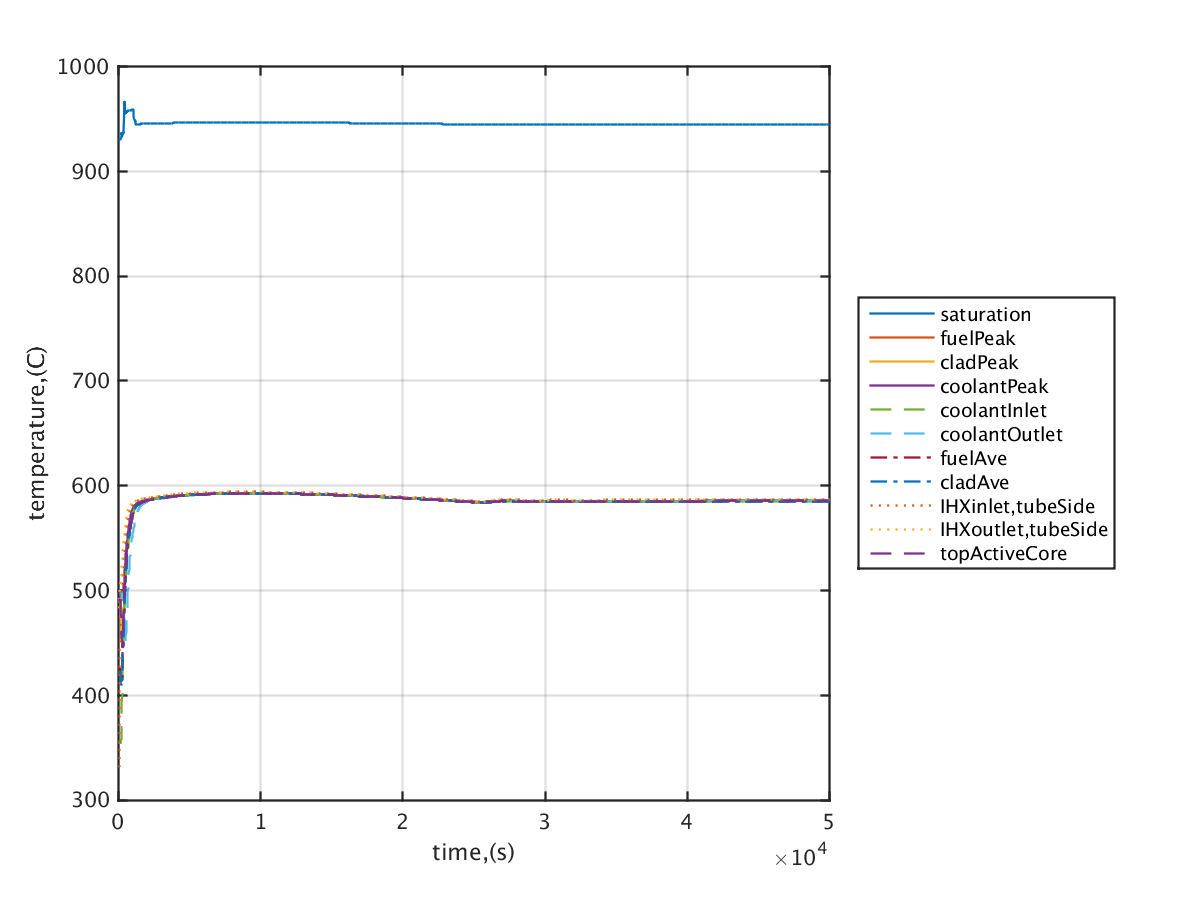 1000
900
800
700
600
500
400
300
temperature,(C)
0
1
2
3
4
5
×10^4
time,(s)
saturation
fuelPeak
cladPeak
coolantPeak
coolantInlet
coolantOutlet
fuelAve
cladAve
IHXinlet,tubeSide
IHXoutlet,tubeSide
topActiveCore